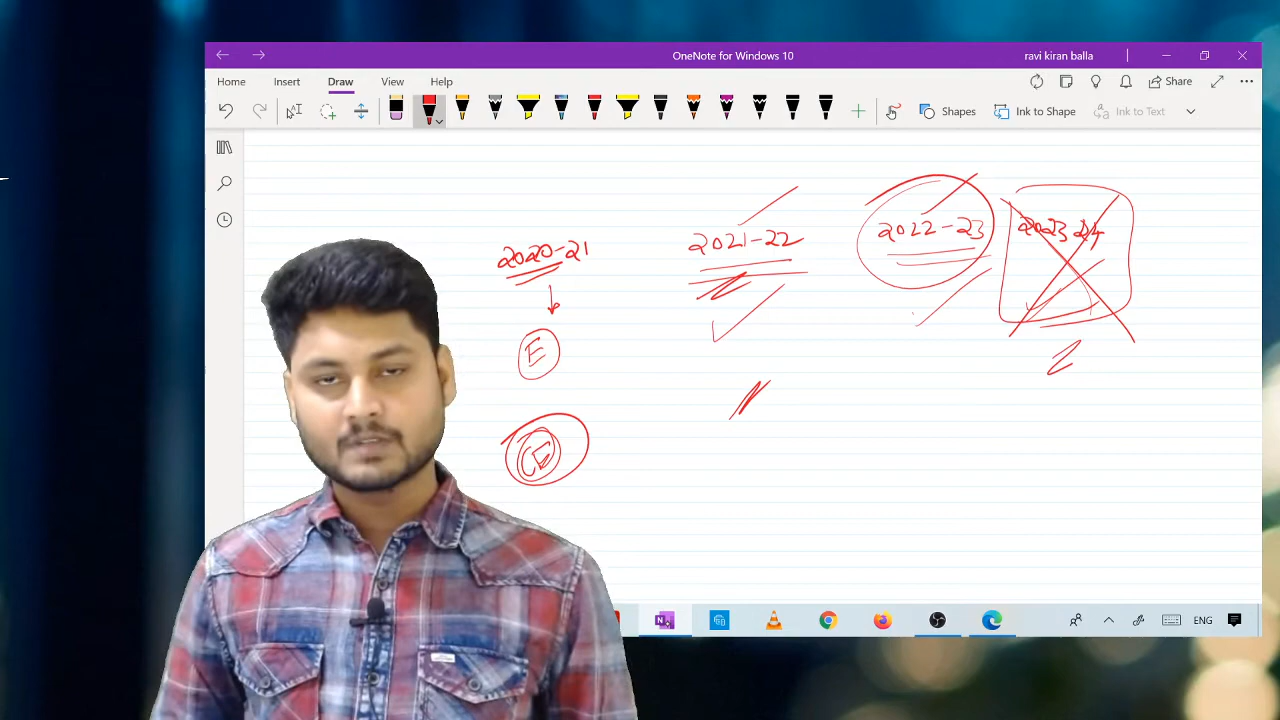 OneNote for Windows 10
ravi kiran balla
Home Insert Draw View Help
Share
Shapes Ink to Shape Ink to Text
2020-21 2021-22 2022-23 2023 24
E
CE
ENG